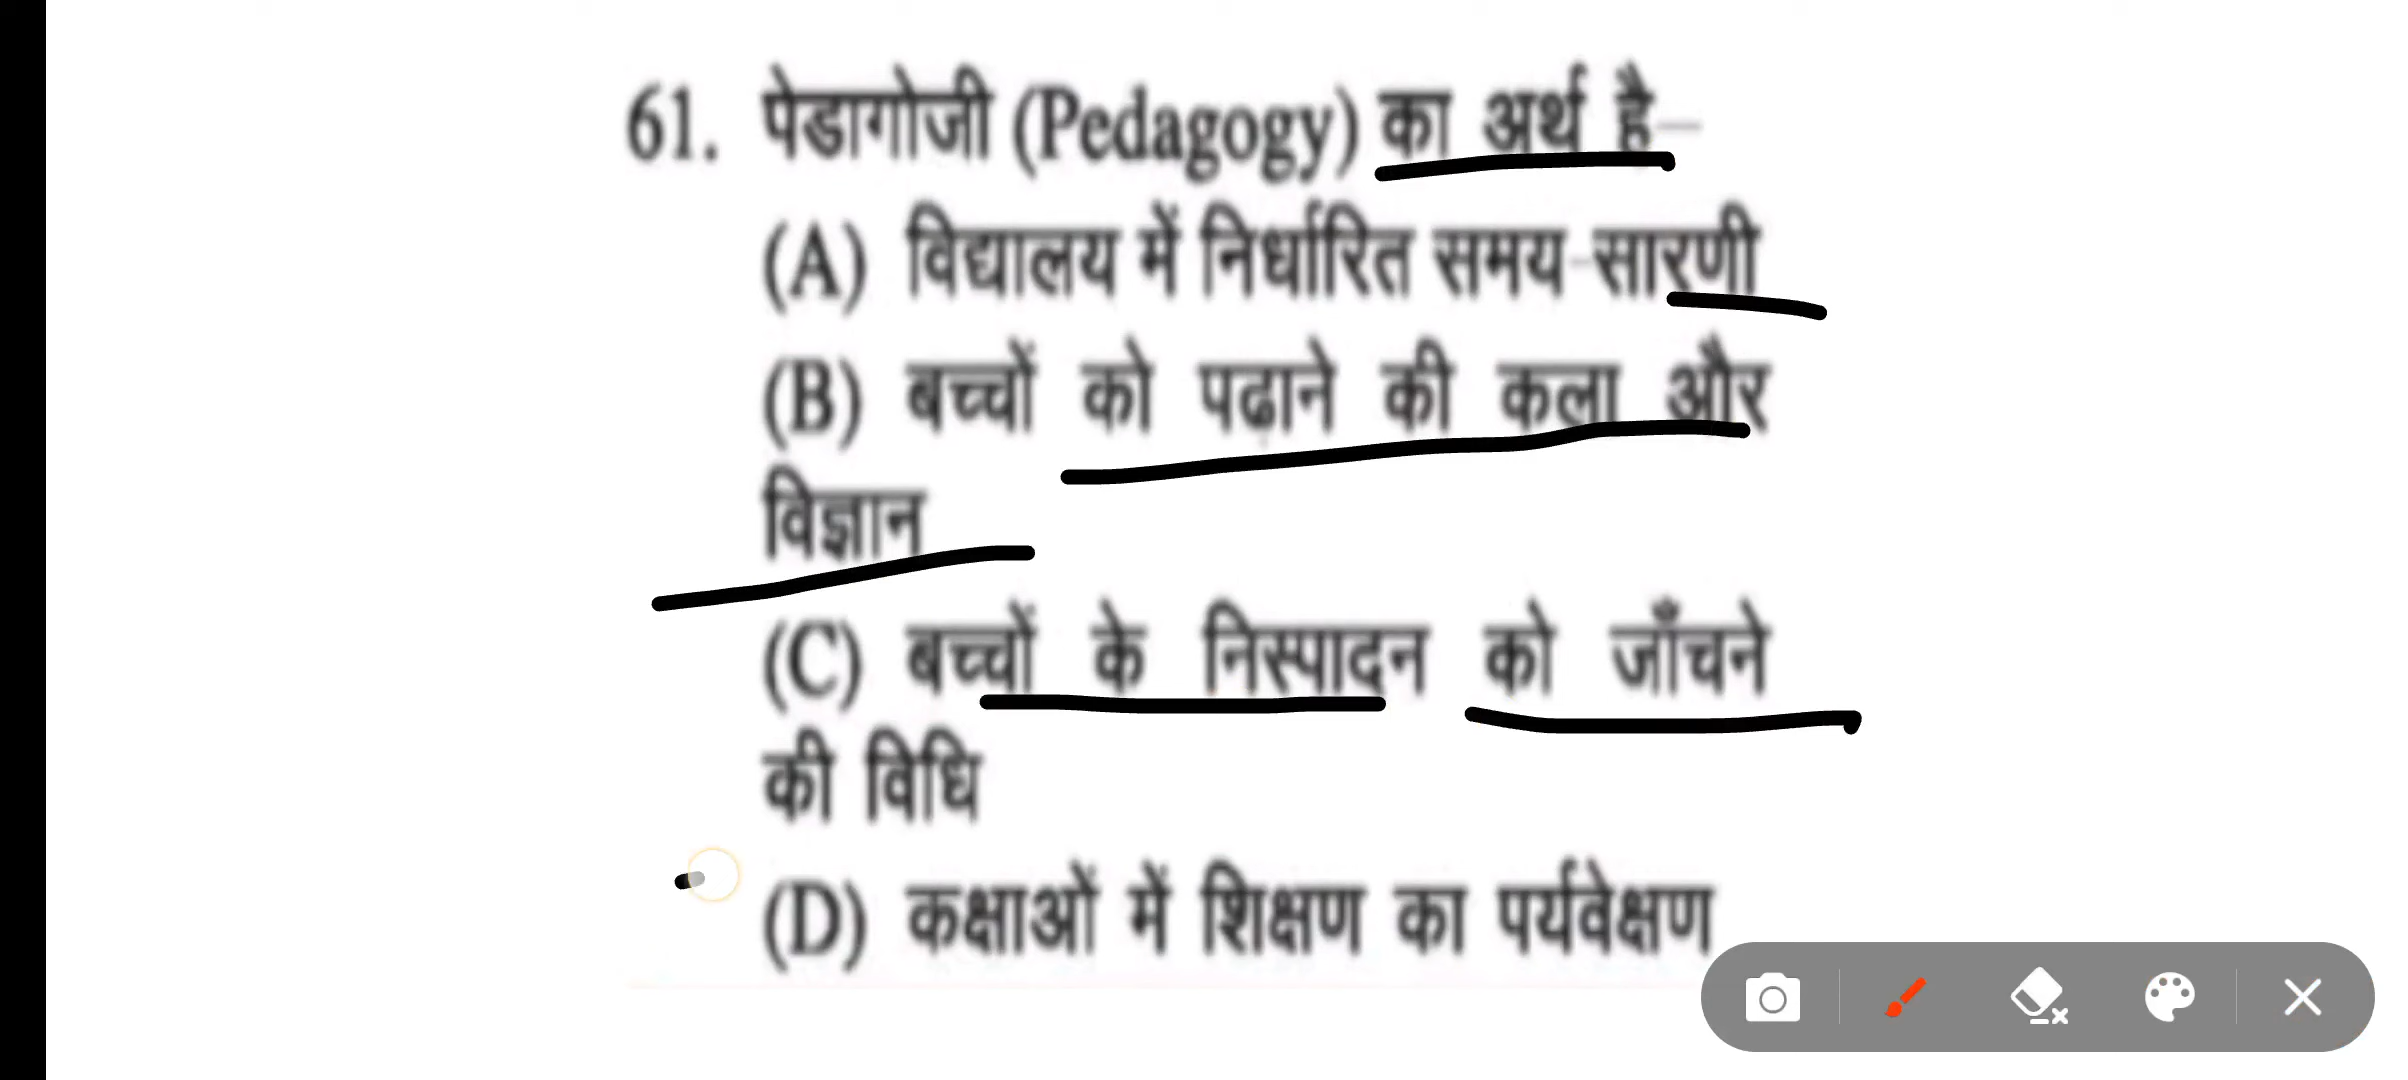 61. पेडागोजी (Pedagogy) का अर्थ है–
(A) विद्यालय में निर्धारित समय-सारणी
(B) बच्चों को पढ़ाने की कला और
विज्ञान
(C) बच्चों के निस्पादन को जाँचने
की विधि
(D) कक्षाओं में शिक्षण का पर्यवेक्षण